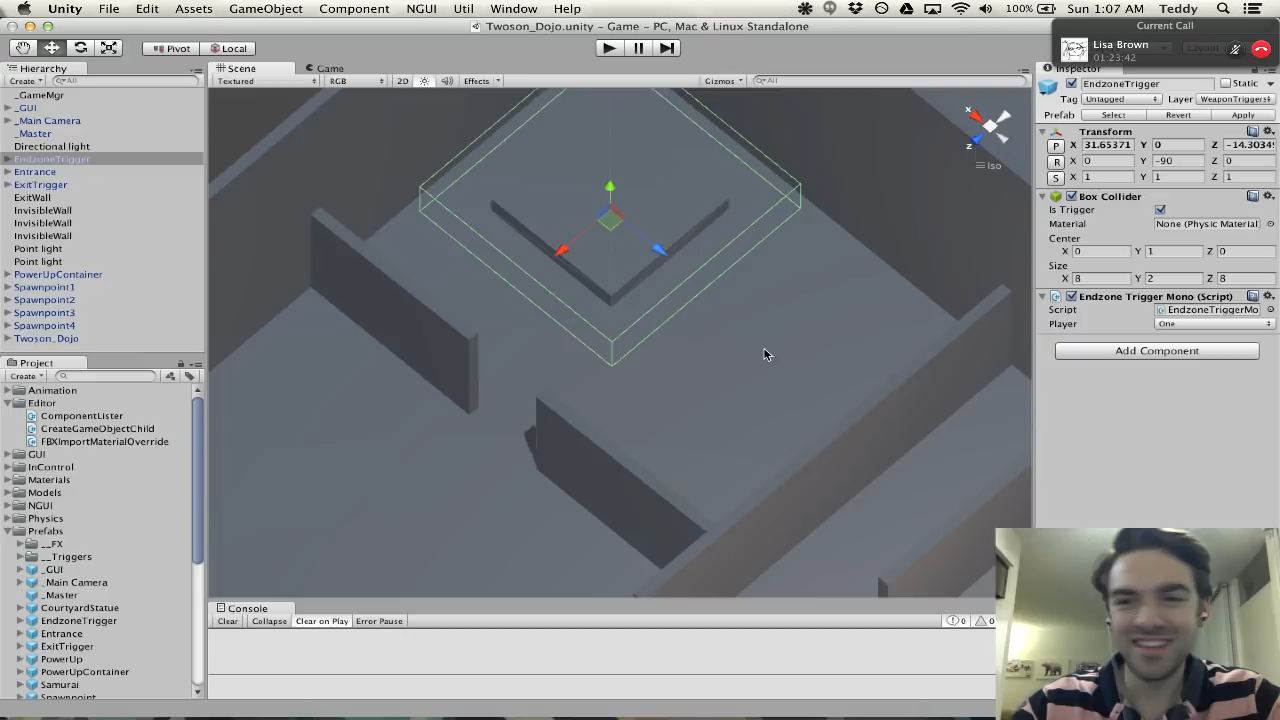 Unity File Edit Assets GameObject Component NGUI Util Window Help 100% Sun 1:07 AM Teddy
Twoson_Dojo.unity - Game - PC, Mac & Linux Standalone
Current Call
Lisa Brown
01:23:42
Pivot Local
Hierarchy
Create All
_GameMgr
_GUI
_Main Camera
_Master
Directional light
EndzoneTrigger
Entrance
ExitTrigger
ExitWall
InvisibleWall
InvisibleWall
InvisibleWall
Point light
Point light
PowerUpContainer
Spawnpoint1
Spawnpoint2
Spawnpoint3
Spawnpoint4
Twoson_Dojo
Project
Create
Animation
Editor
ComponentLister
CreateGameObjectChild
FBXImportMaterialOverride
GUI
InControl
Materials
Models
NGUI
Physics
Prefabs
__FX
__Triggers
_GUI
_Main Camera
_Master
CourtyardStatue
EndzoneTrigger
Entrance
ExitTrigger
PowerUp
PowerUpContainer
Samurai
Spawnpoint
Scene Game
Textured RGB 2D Effects Gizmos All
x
z
Iso
Console
Clear Collapse Clear on Play Error Pause 0 0
Inspector
EndzoneTrigger Static
Tag Untagged Layer WeaponTriggers
Prefab Select Revert Apply
Transform
P X 31.65371 Y 0 Z -14.30349
R X 0 Y -90 Z 0
S X 1 Y 1 Z 1
Box Collider
Is Trigger
Material None (Physic Material
Center
X 0 Y 1 Z 0
Size
X 8 Y 2 Z 8
Endzone Trigger Mono (Script)
Script EndzoneTriggerMo
Player One
Add Component